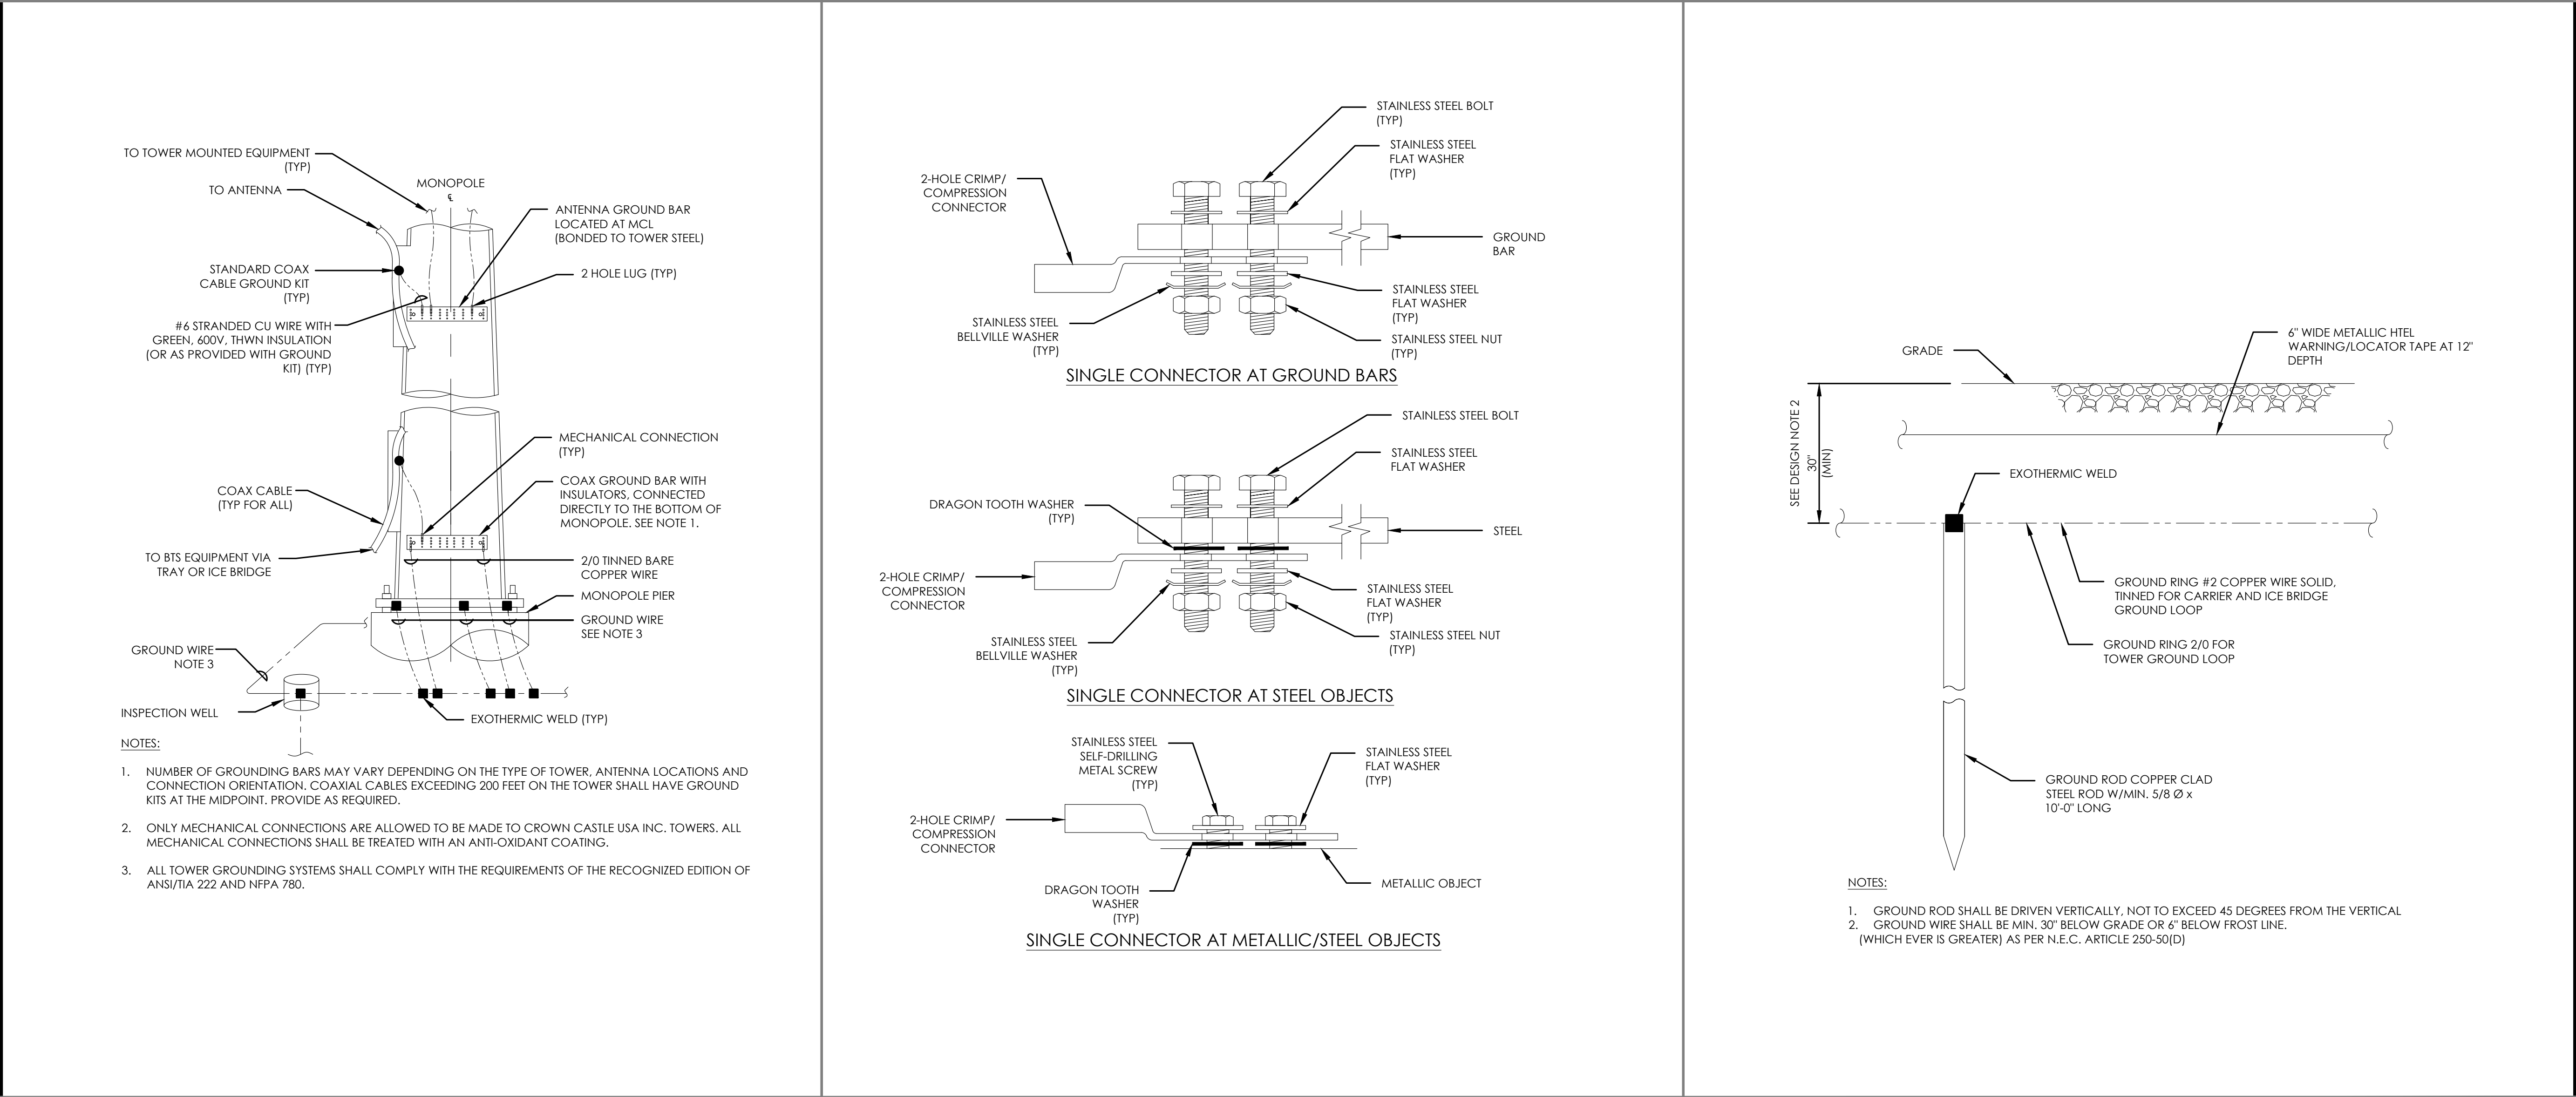 TO TOWER MOUNTED EQUIPMENT
(TYP)
TO ANTENNA
MONOPOLE
℄
ANTENNA GROUND BAR
LOCATED AT MCL
(BONDED TO TOWER STEEL)
STANDARD COAX
CABLE GROUND KIT
(TYP)
2 HOLE LUG (TYP)
#6 STRANDED CU WIRE WITH
GREEN, 600V, THWN INSULATION
(OR AS PROVIDED WITH GROUND
KIT) (TYP)
MECHANICAL CONNECTION
(TYP)
COAX CABLE
(TYP FOR ALL)
COAX GROUND BAR WITH
INSULATORS, CONNECTED
DIRECTLY TO THE BOTTOM OF
MONOPOLE. SEE NOTE 1.
TO BTS EQUIPMENT VIA
TRAY OR ICE BRIDGE
2/0 TINNED BARE
COPPER WIRE
MONOPOLE PIER
GROUND WIRE
SEE NOTE 3
GROUND WIRE
NOTE 3
INSPECTION WELL
EXOTHERMIC WELD (TYP)
NOTES:
1. NUMBER OF GROUNDING BARS MAY VARY DEPENDING ON THE TYPE OF TOWER, ANTENNA LOCATIONS AND
CONNECTION ORIENTATION. COAXIAL CABLES EXCEEDING 200 FEET ON THE TOWER SHALL HAVE GROUND
KITS AT THE MIDPOINT. PROVIDE AS REQUIRED.
2. ONLY MECHANICAL CONNECTIONS ARE ALLOWED TO BE MADE TO CROWN CASTLE USA INC. TOWERS. ALL
MECHANICAL CONNECTIONS SHALL BE TREATED WITH AN ANTI-OXIDANT COATING.
3. ALL TOWER GROUNDING SYSTEMS SHALL COMPLY WITH THE REQUIREMENTS OF THE RECOGNIZED EDITION OF
ANSI/TIA 222 AND NFPA 780.
STAINLESS STEEL BOLT
(TYP)
STAINLESS STEEL
FLAT WASHER
(TYP)
2-HOLE CRIMP/
COMPRESSION
CONNECTOR
GROUND
BAR
STAINLESS STEEL
FLAT WASHER
(TYP)
STAINLESS STEEL
BELLVILLE WASHER
(TYP)
STAINLESS STEEL NUT
(TYP)
SINGLE CONNECTOR AT GROUND BARS
STAINLESS STEEL BOLT
STAINLESS STEEL
FLAT WASHER
DRAGON TOOTH WASHER
(TYP)
STEEL
2-HOLE CRIMP/
COMPRESSION
CONNECTOR
STAINLESS STEEL
FLAT WASHER
(TYP)
STAINLESS STEEL
BELLVILLE WASHER
(TYP)
STAINLESS STEEL NUT
(TYP)
SINGLE CONNECTOR AT STEEL OBJECTS
STAINLESS STEEL
SELF-DRILLING
METAL SCREW
(TYP)
STAINLESS STEEL
FLAT WASHER
(TYP)
2-HOLE CRIMP/
COMPRESSION
CONNECTOR
DRAGON TOOTH
WASHER
(TYP)
METALLIC OBJECT
SINGLE CONNECTOR AT METALLIC/STEEL OBJECTS
6" WIDE METALLIC HTEL
WARNING/LOCATOR TAPE AT 12"
DEPTH
GRADE
SEE DESIGN NOTE 2
30"
(MIN)
EXOTHERMIC WELD
GROUND RING #2 COPPER WIRE SOLID,
TINNED FOR CARRIER AND ICE BRIDGE
GROUND LOOP
GROUND RING 2/0 FOR
TOWER GROUND LOOP
GROUND ROD COPPER CLAD
STEEL ROD W/MIN. 5/8 Ø x
10'-0" LONG
NOTES:
1. GROUND ROD SHALL BE DRIVEN VERTICALLY, NOT TO EXCEED 45 DEGREES FROM THE VERTICAL
2. GROUND WIRE SHALL BE MIN. 30" BELOW GRADE OR 6" BELOW FROST LINE.
(WHICH EVER IS GREATER) AS PER N.E.C. ARTICLE 250-50(D)